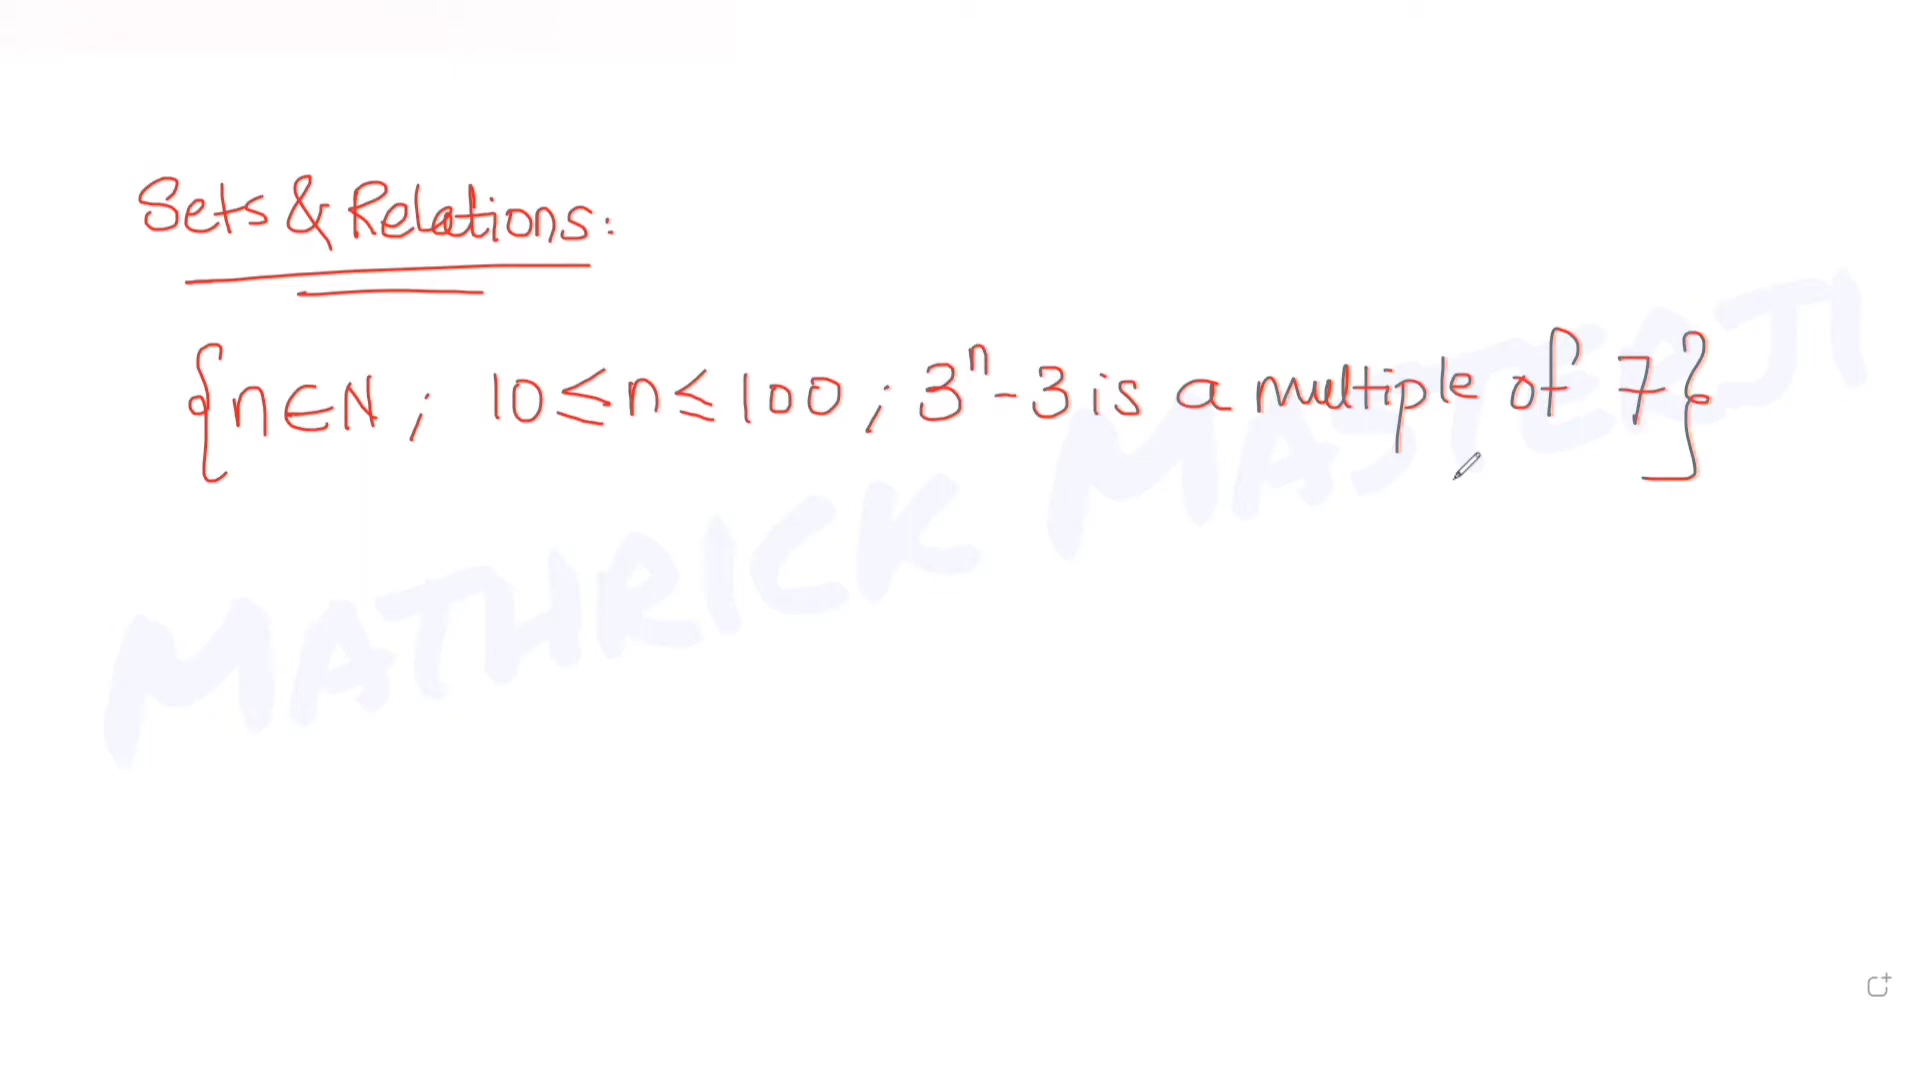 Sets & Relations:
{n∈N ; 10≤n≤100 ; 3ⁿ-3 is a multiple of 7}
MATHRICK MASTERJI